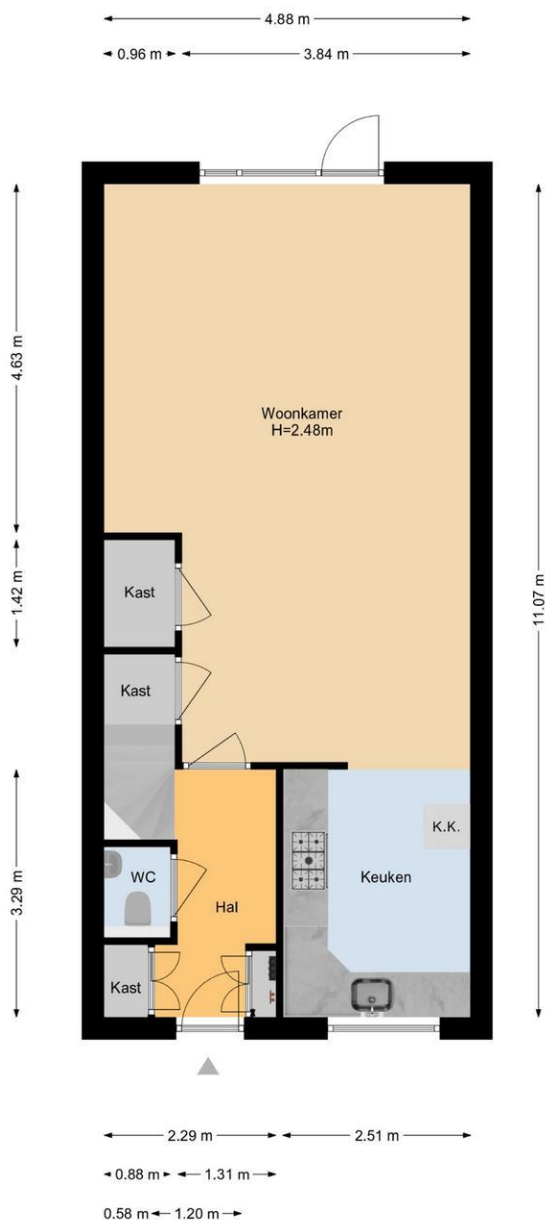 4.88 m
0.96 m
3.84 m
4.63 m
Woonkamer
H=2.48m
11.07 m
1.42 m
Kast
Kast
3.29 m
K.K.
WC
Keuken
Hal
Kast
2.29 m
2.51 m
0.88 m
1.31 m
0.58 m
1.20 m